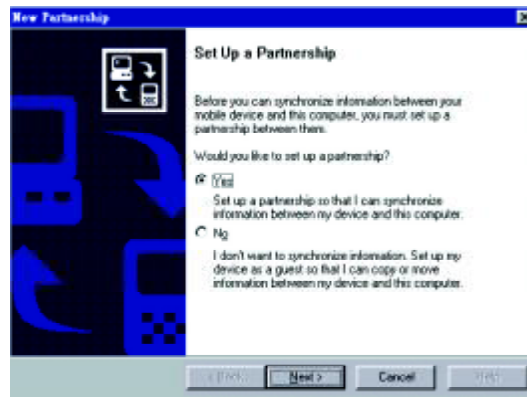 New Partnership
Set Up a Partnership
Before you can synchronize information between your
mobile device and this computer, you must set up a
partnership between them.
Would you like to set up a partnership?
Yes
Set up a partnership so that I can synchronize
information between my device and this computer.
No
I don't want to synchronize information. Set up my
device as a guest so that I can copy or move
information between my device and this computer.
< Back
Next >
Cancel
Help